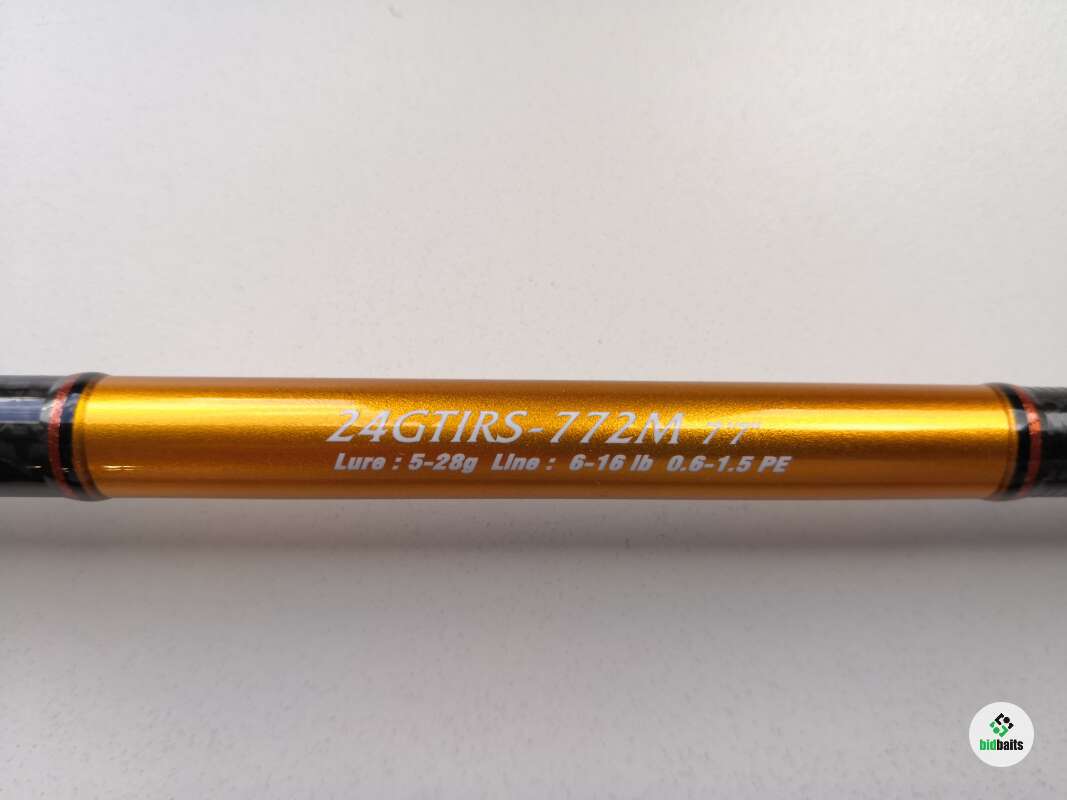 24GTIRS-772M 7'7"
Lure : 5-28g Line : 6-16 lb 0.6-1.5 PE
bidbaits